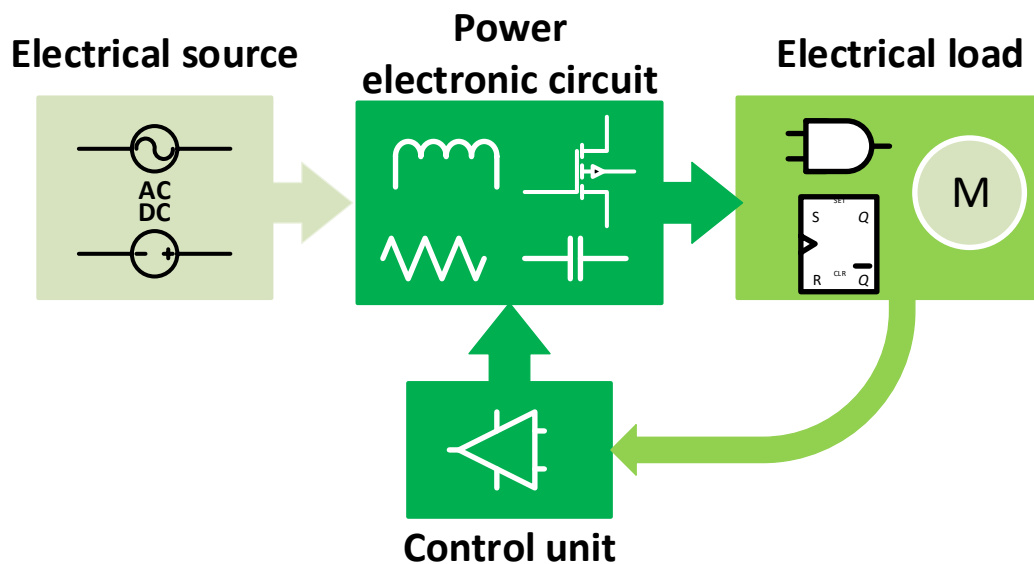 Electrical source
Power
electronic circuit
Electrical load
AC
DC
- +
M
SET
S Q
CLR
R Q
Control unit